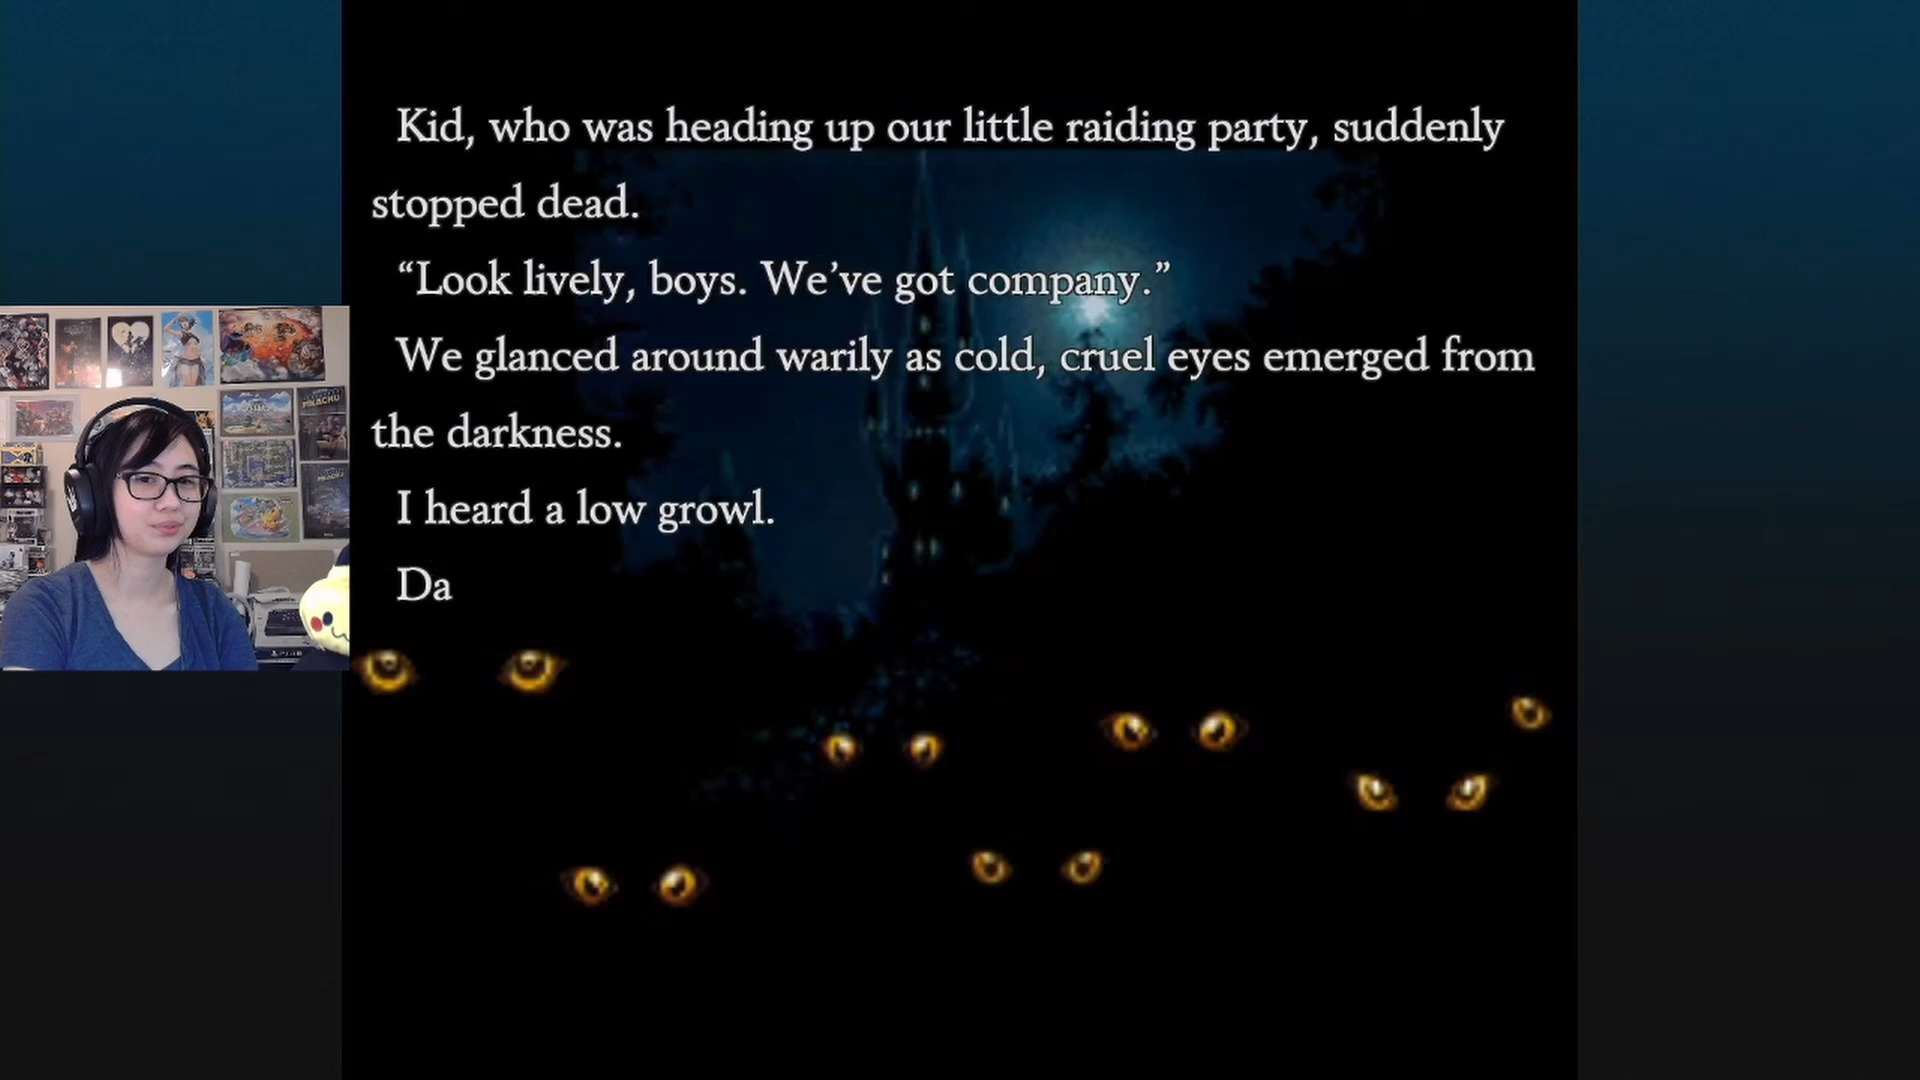 Kid, who was heading up our little raiding party, suddenly
stopped dead.
“Look lively, boys. We’ve got company.”
We glanced around warily as cold, cruel eyes emerged from
the darkness.
I heard a low growl.
Da
PIKACHU